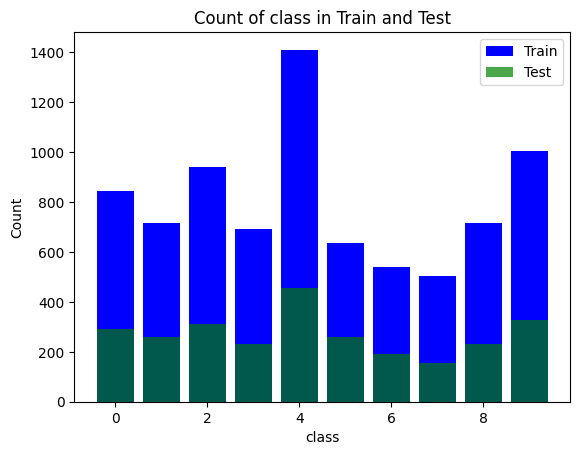 Count of class in Train and Test
Train
Test
1400
1200
1000
800
600
400
200
0
Count
0 2 4 6 8
class